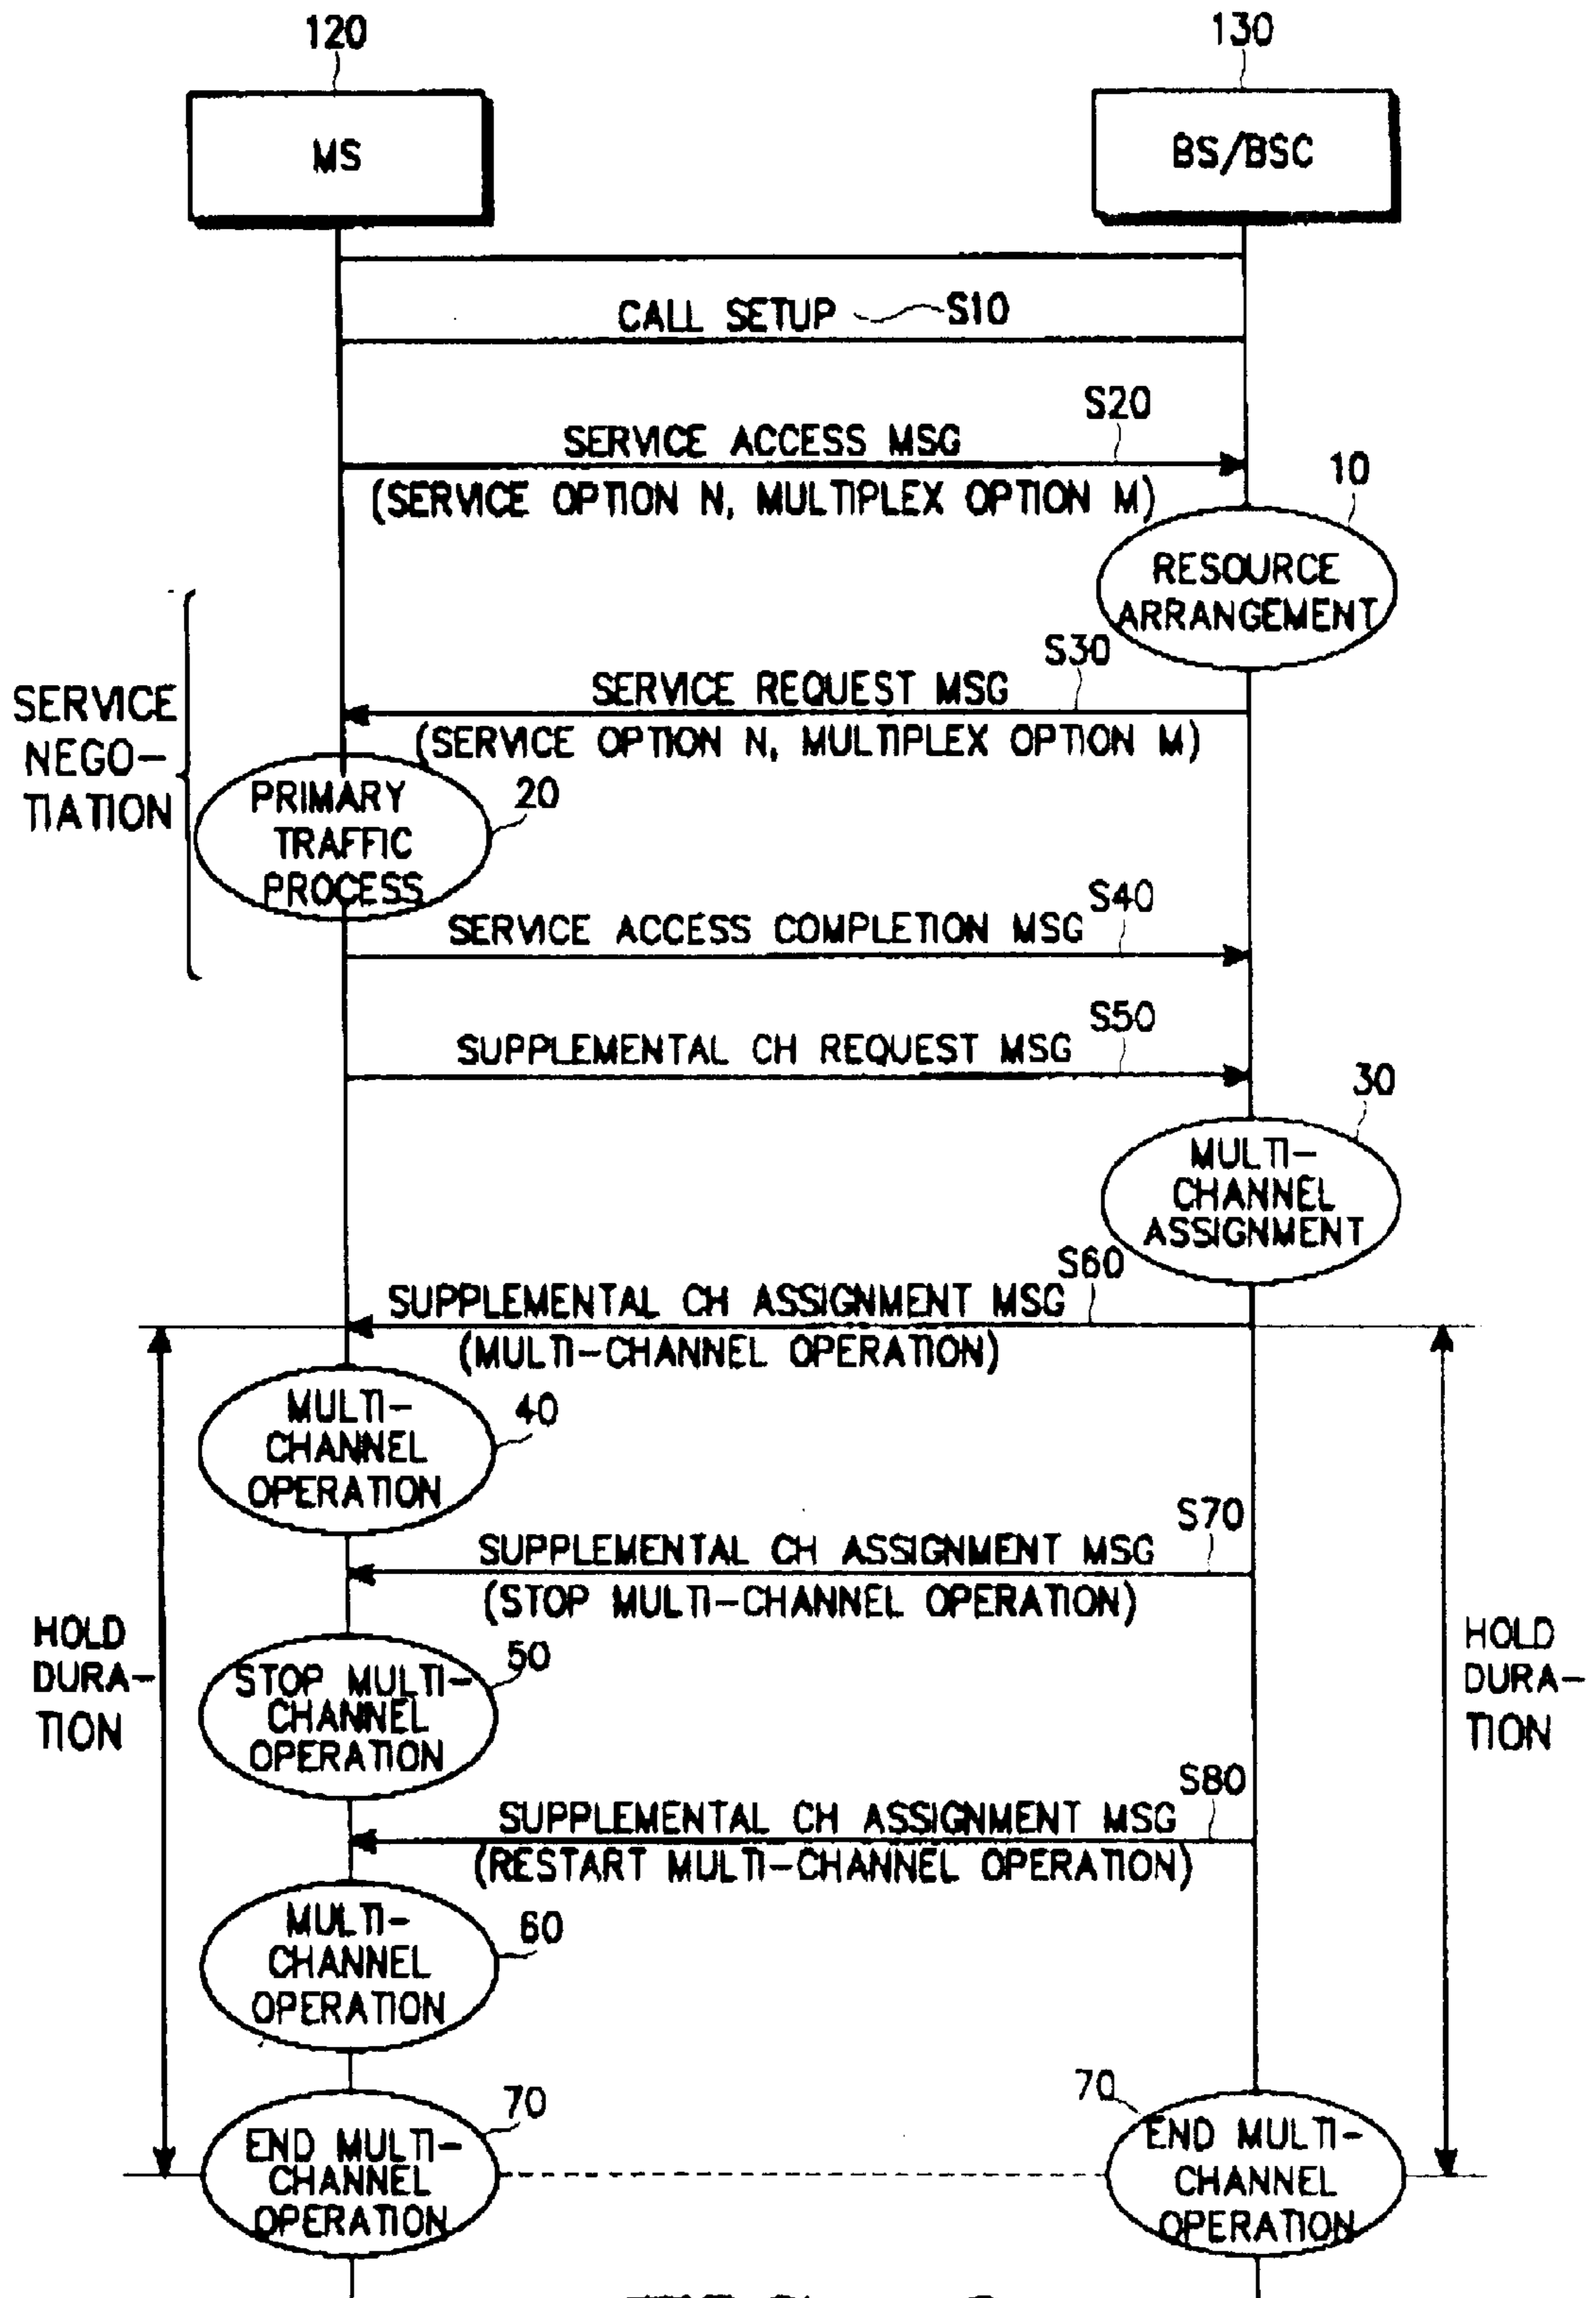 120
130
MS
BS/BSC
CALL SETUP
S10
S20
SERVICE ACCESS MSG
(SERVICE OPTION N, MULTIPLEX OPTION M)
10
RESOURCE
ARRANGEMENT
S30
SERVICE REQUEST MSG
(SERVICE OPTION N, MULTIPLEX OPTION M)
SERVICE
NEGO-
TIATION
PRIMARY
TRAFFIC
PROCESS
20
S40
SERVICE ACCESS COMPLETION MSG
S50
SUPPLEMENTAL CH REQUEST MSG
30
MULTI-
CHANNEL
ASSIGNMENT
S60
SUPPLEMENTAL CH ASSIGNMENT MSG
(MULTI-CHANNEL OPERATION)
MULTI-
CHANNEL
OPERATION
40
S70
SUPPLEMENTAL CH ASSIGNMENT MSG
(STOP MULTI-CHANNEL OPERATION)
HOLD
DURA-
TION
STOP MULTI-
CHANNEL
OPERATION
50
HOLD
DURA-
TION
S80
SUPPLEMENTAL CH ASSIGNMENT MSG
(RESTART MULTI-CHANNEL OPERATION)
MULTI-
CHANNEL
OPERATION
60
END MULTI-
CHANNEL
OPERATION
70
70
END MULTI-
CHANNEL
OPERATION